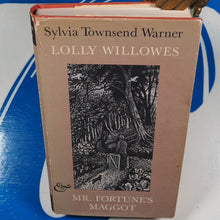 Sylvia Townsend Warner
LOLLY WILLOWES
&
MR. FORTUNE'S
MAGGOT